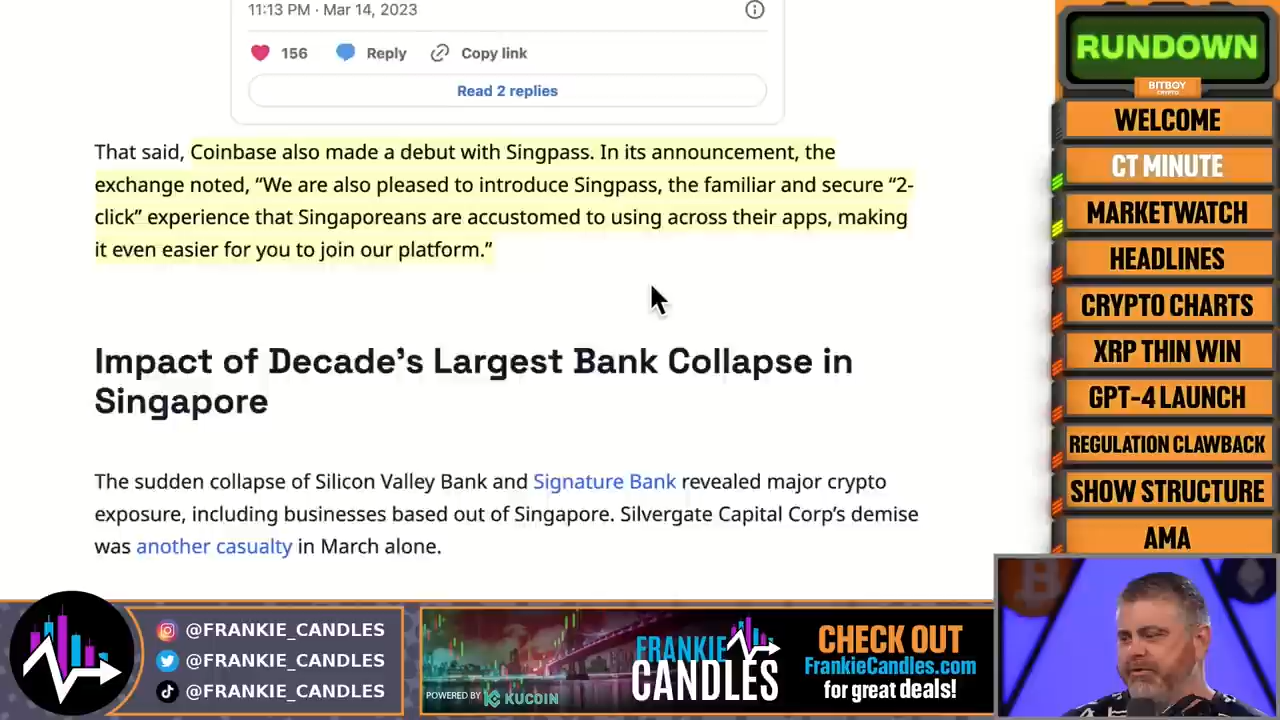 11:13 PM · Mar 14, 2023
156 Reply Copy link
Read 2 replies
That said, Coinbase also made a debut with Singpass. In its announcement, the
exchange noted, “We are also pleased to introduce Singpass, the familiar and secure “2-
click” experience that Singaporeans are accustomed to using across their apps, making
it even easier for you to join our platform.”
Impact of Decade’s Largest Bank Collapse in
Singapore
The sudden collapse of Silicon Valley Bank and Signature Bank revealed major crypto
exposure, including businesses based out of Singapore. Silvergate Capital Corp’s demise
was another casualty in March alone.
RUNDOWN
BITBOY
CRYPTO
WELCOME
CT MINUTE
MARKETWATCH
HEADLINES
CRYPTO CHARTS
XRP THIN WIN
GPT-4 LAUNCH
REGULATION CLAWBACK
SHOW STRUCTURE
AMA
@FRANKIE_CANDLES
@FRANKIE_CANDLES
@FRANKIE_CANDLES
POWERED BY KUCOIN
FRANKIE
CANDLES
CHECK OUT
FrankieCandles.com
for great deals!